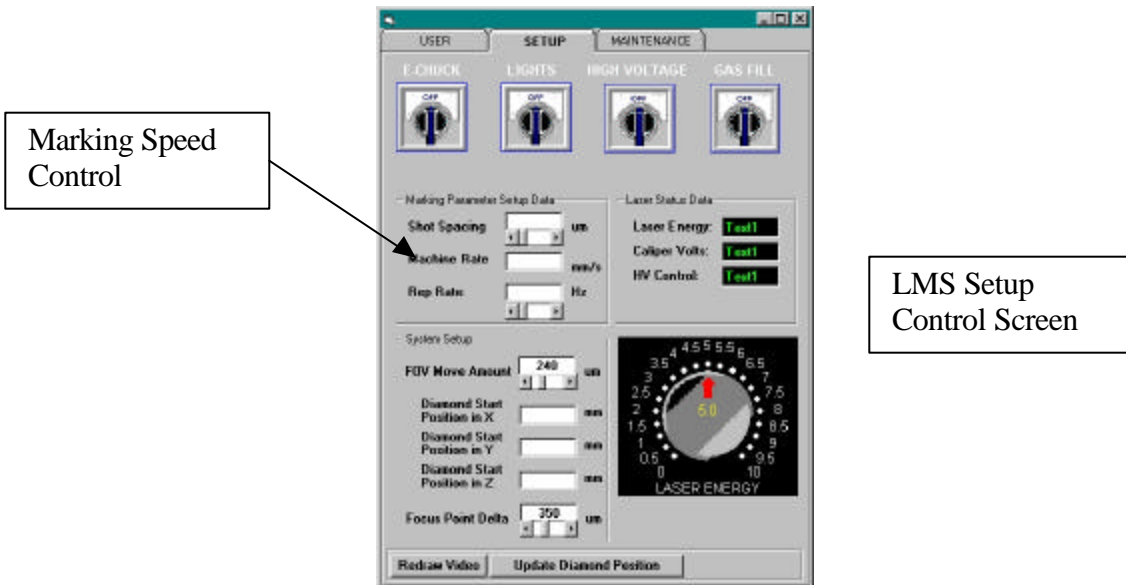 USER SETUP MAINTENANCE
E-CHUCK LIGHTS HIGH VOLTAGE GAS FILL
OFF OFF OFF OFF
Marking Speed
Control
Marking Parameter Setup Data
Shot Spacing um
Machine Rate mm/s
Rep Rate Hz
Laser Status Data
Laser Energy: Text1
Caliper Volts: Text1
HV Control: Text1
LMS Setup
Control Screen
System Setup
FOV Move Amount 240 um
Diamond Start
Position in X mm
Diamond Start
Position in Y mm
Diamond Start
Position in Z mm
Focus Point Delta 350 um
0 0.5 1 1.5 2 2.5 3 3.5 4 4.5 5 5.5 6 6.5 7 7.5 8 8.5 9 9.5 10
5.0
LASER ENERGY
Redraw Video Update Diamond Position